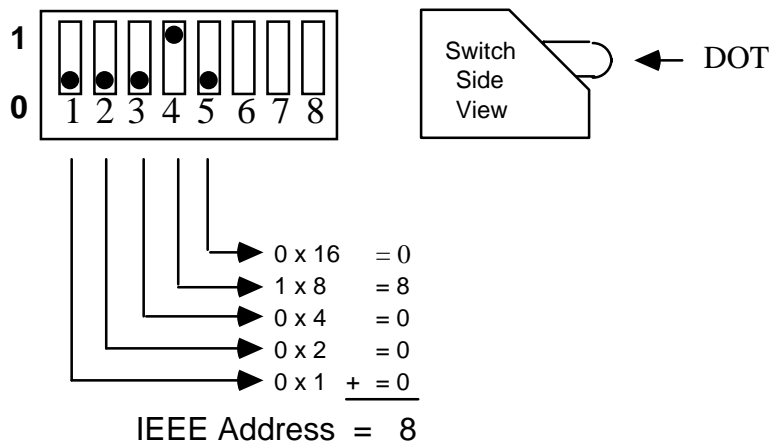 1
0
1 2 3 4 5 6 7 8
Switch
Side
View
DOT
0 x 16 = 0
1 x 8 = 8
0 x 4 = 0
0 x 2 = 0
0 x 1 + = 0
IEEE Address = 8